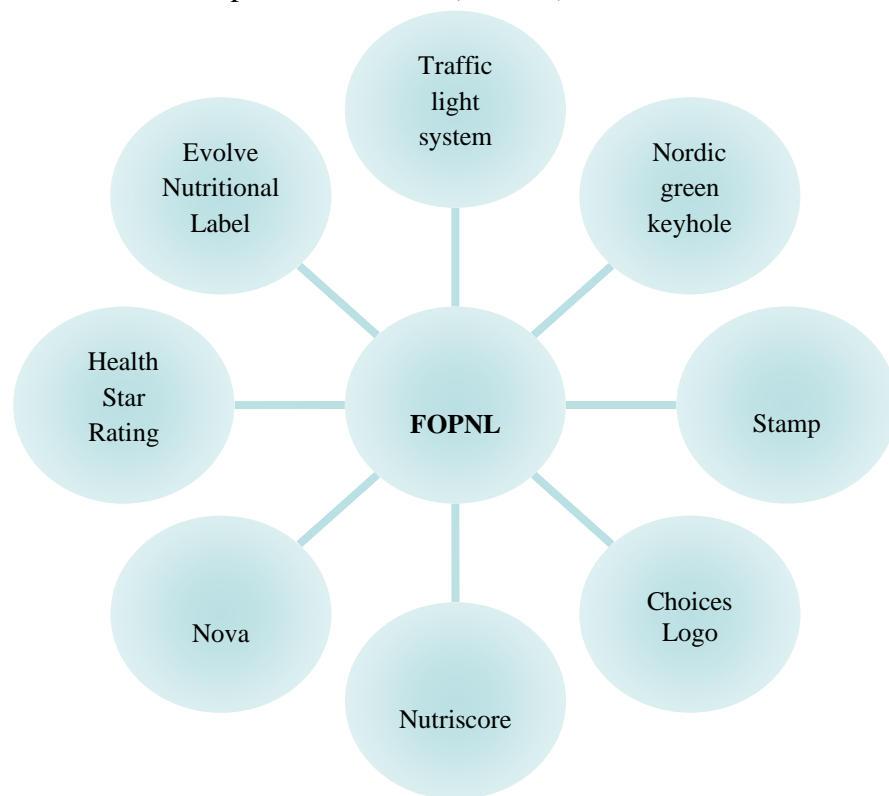 Traffic
light
system
Evolve
Nutritional
Label
Nordic
green
keyhole
Health
Star
Rating
FOPNL
Stamp
Nova
Choices
Logo
Nutriscore